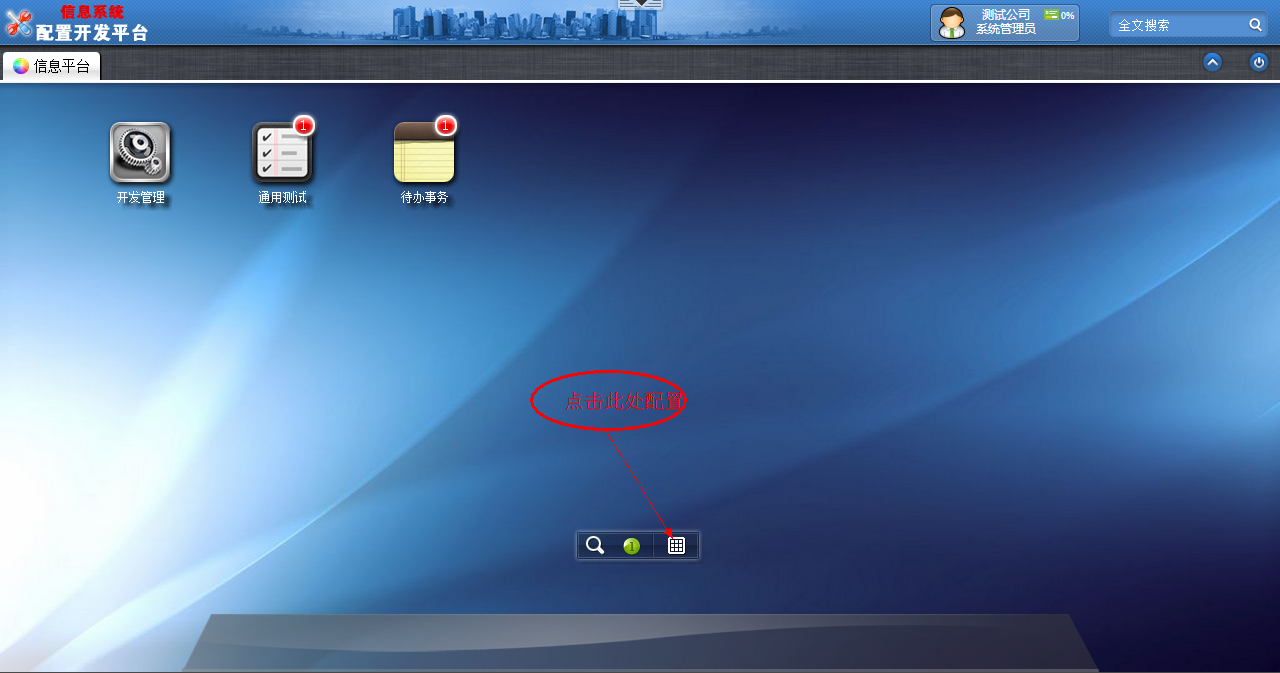 信息系统
配置开发平台
测试公司
0%
系统管理员
全文搜索
信息平台
1
1
开发管理
通用测试
待办事务
点击此处配置
1